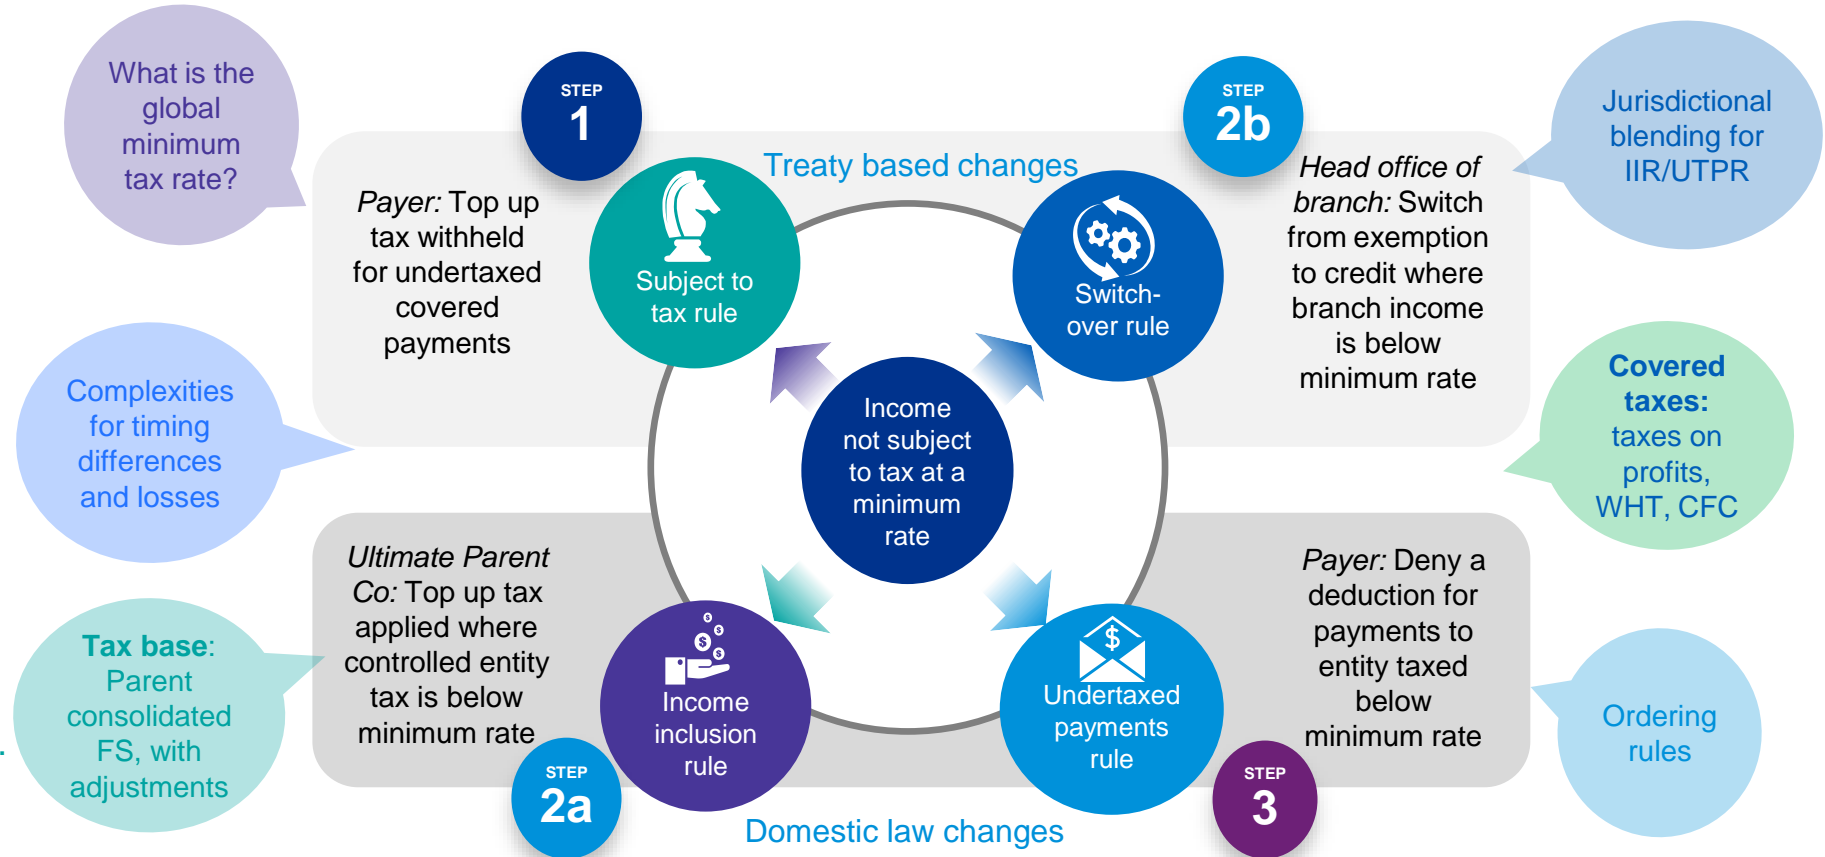 What is the
global
minimum
tax rate?
STEP
1
Treaty based changes
STEP
2b
Jurisdictional
blending for
IIR/UTPR
Payer: Top up
tax withheld
for undertaxed
covered
payments
Subject to
tax rule
Switch-
over rule
Head office of
branch: Switch
from exemption
to credit where
branch income
is below
minimum rate
Complexities
for timing
differences
and losses
Income
not subject
to tax at a
minimum
rate
Covered
taxes:
taxes on
profits,
WHT, CFC
Tax base:
Parent
consolidated
FS, with
adjustments
Ultimate Parent
Co: Top up tax
applied where
controlled entity
tax is below
minimum rate
Income
inclusion
rule
$
Undertaxed
payments
rule
Payer: Deny a
deduction for
payments to
entity taxed
below
minimum rate
Ordering
rules
STEP
2a
Domestic law changes
STEP
3